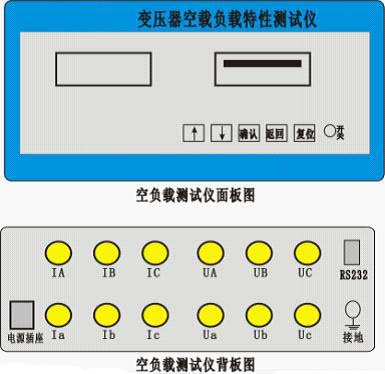 变压器空载负载特性测试仪
↑ ↓ 确认 返回 复位 开关
空负载测试仪面板图
IA IB IC UA UB UC RS232
电源插座 Ia Ib Ic Ua Ub Uc 接地
空负载测试仪背板图